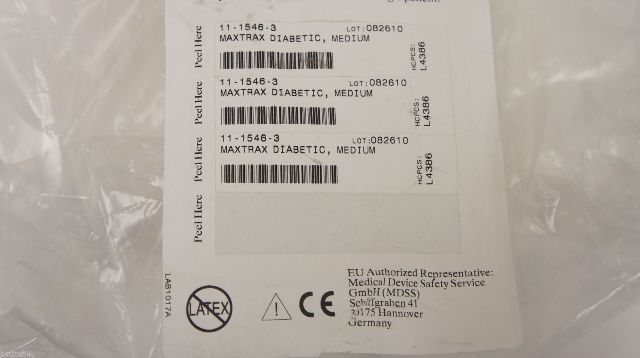 patient.
Peel Here
11-1546-3 LOT:082610
MAXTRAX DIABETIC, MEDIUM
HCPCS:
L4386
Peel Here
11-1546-3 LOT:082610
MAXTRAX DIABETIC, MEDIUM
HCPCS:
L4386
Peel Here
11-1546-3 LOT:082610
MAXTRAX DIABETIC, MEDIUM
HCPCS:
L4386
Peel Here
LAB1017A
LATEX
CE
EU Authorized Representative:
Medical Device Safety Service
GmbH (MDSS)
Schiffgraben 41
30175 Hannover
Germany